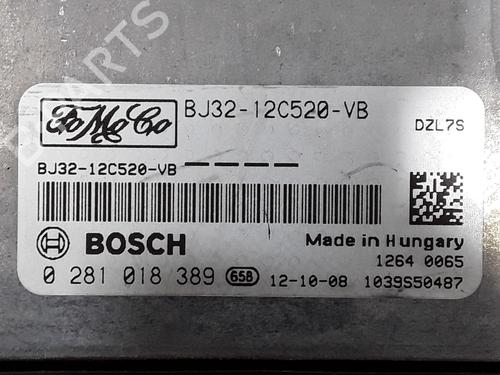 FoMoCo
BJ32-12C520-VB
DZL7S
BJ32-12C520-VB
BOSCH
Made in Hungary
1264 0065
0 281 018 389 658 12-10-08 1039S50487
PARTS